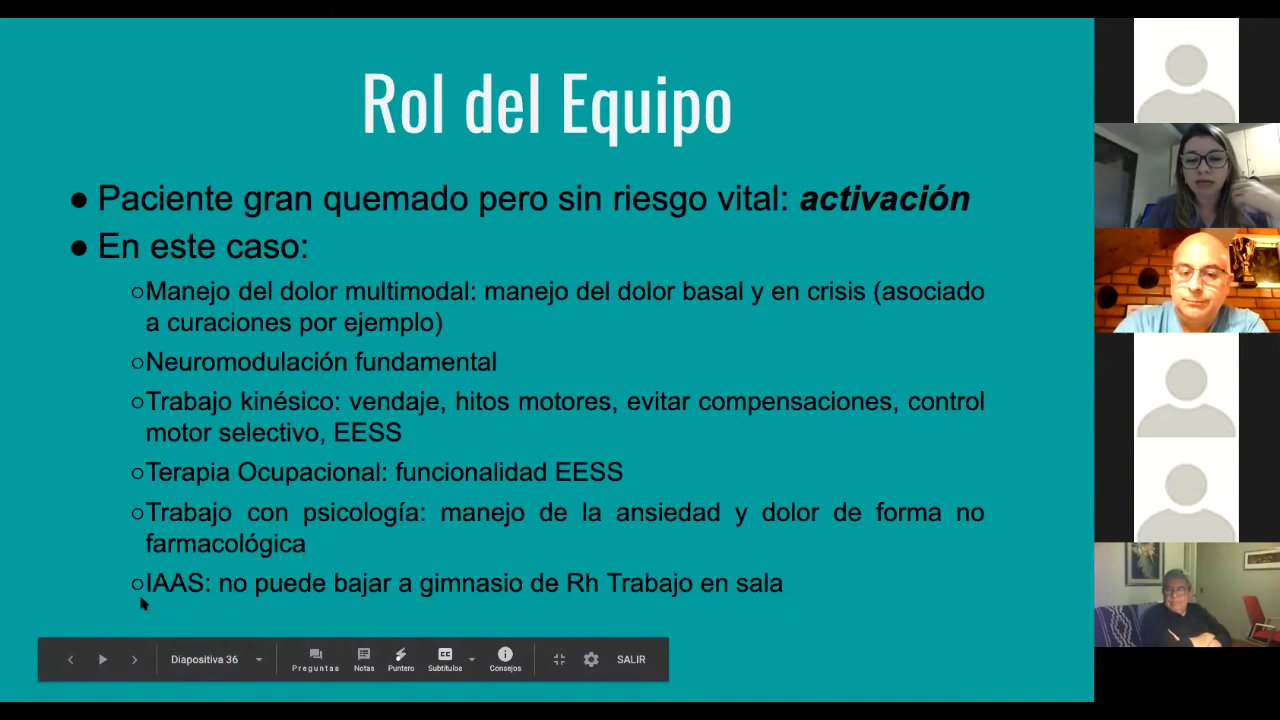 Rol del Equipo
● Paciente gran quemado pero sin riesgo vital: activación
● En este caso:
○Manejo del dolor multimodal: manejo del dolor basal y en crisis (asociado
a curaciones por ejemplo)
○Neuromodulación fundamental
○Trabajo kinésico: vendaje, hitos motores, evitar compensaciones, control
motor selectivo, EESS
○Terapia Ocupacional: funcionalidad EESS
○Trabajo con psicología: manejo de la ansiedad y dolor de forma no
farmacológica
○IAAS: no puede bajar a gimnasio de Rh Trabajo en sala
Diapositiva 36
Preguntas
Notas
Puntero
Subtítulos
Consejos
SALIR